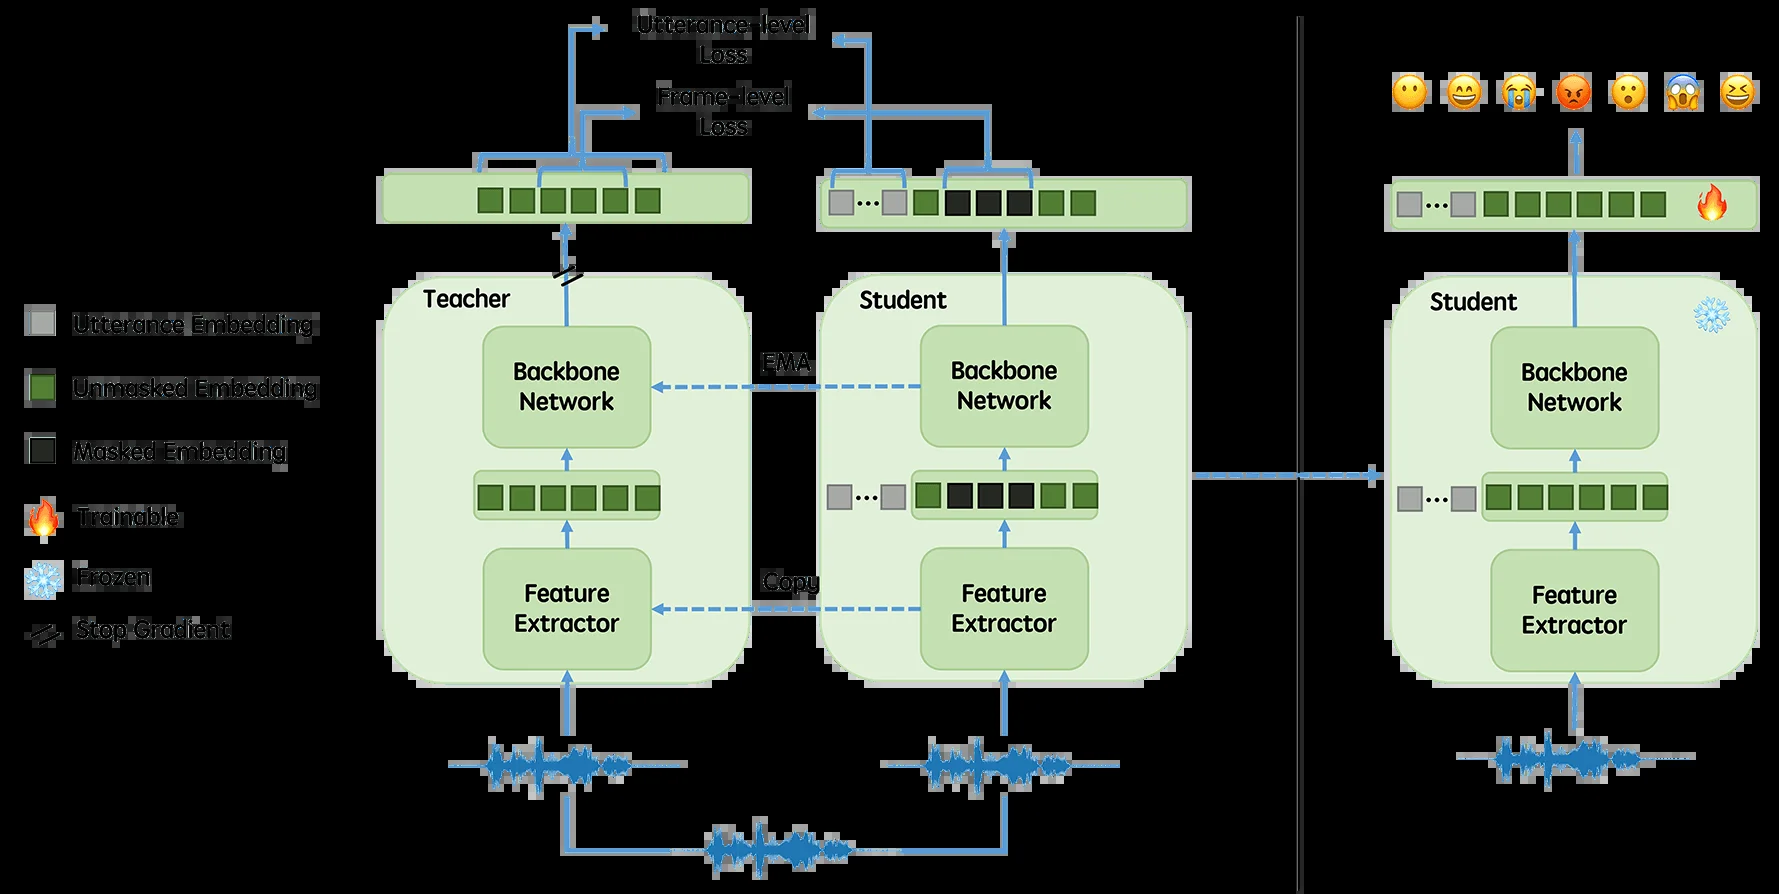 Utterance-level
Loss
Frame-level
Loss
Teacher
Student
Student
Utterance Embedding
Unmasked Embedding
Masked Embedding
Trainable
Frozen
Stop Gradient
Backbone
Network
EMA
Backbone
Network
Backbone
Network
...
...
...
...
Feature
Extractor
Copy
Feature
Extractor
Feature
Extractor